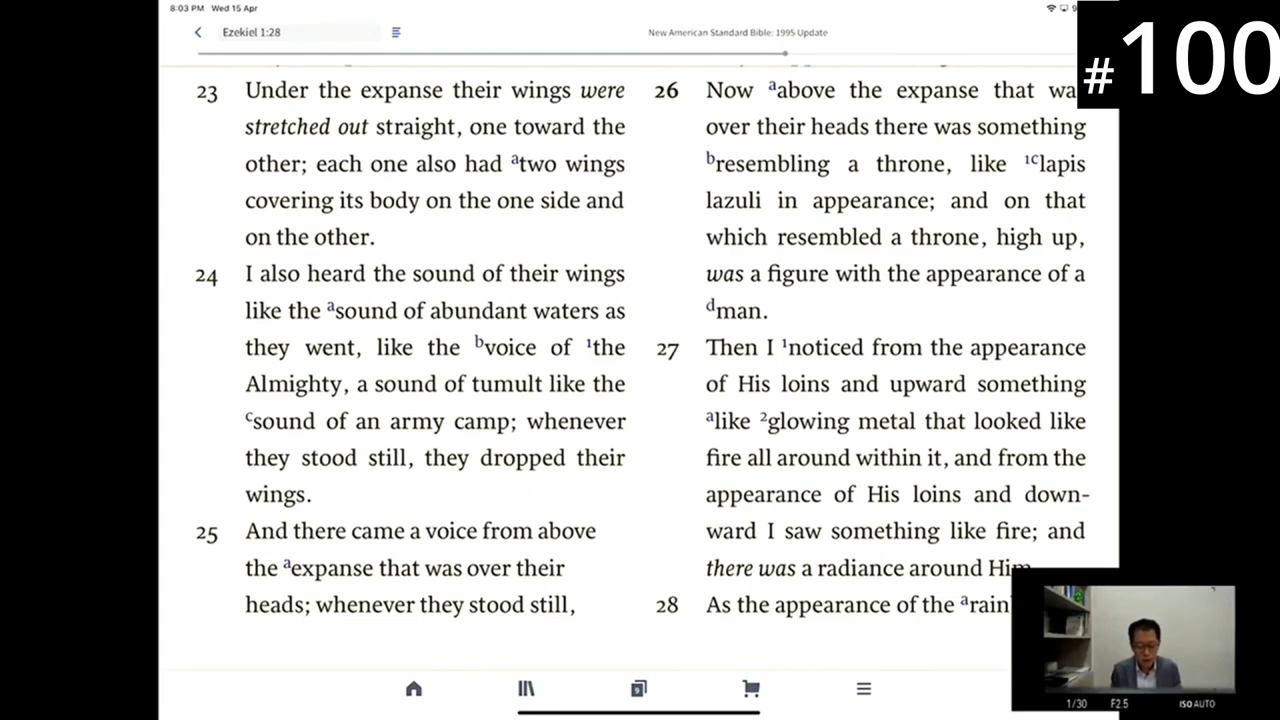 8:03 PM Wed 15 Apr
Ezekiel 1:28
New American Standard Bible: 1995 Update
#100
23 Under the expanse their wings were
stretched out straight, one toward the
other; each one also had atwo wings
covering its body on the one side and
on the other.
24 I also heard the sound of their wings
like the asound of abundant waters as
they went, like the bvoice of 1the
Almighty, a sound of tumult like the
csound of an army camp; whenever
they stood still, they dropped their
wings.
25 And there came a voice from above
the aexpanse that was over their
heads; whenever they stood still,
26 Now aabove the expanse that wa
over their heads there was something
bresembling a throne, like 1clapis
lazuli in appearance; and on that
which resembled a throne, high up,
was a figure with the appearance of a
dman.
27 Then I 1noticed from the appearance
of His loins and upward something
alike 2glowing metal that looked like
fire all around within it, and from the
appearance of His loins and down-
ward I saw something like fire; and
there was a radiance around Him
28 As the appearance of the arain
1/30 F2.5 ISO AUTO